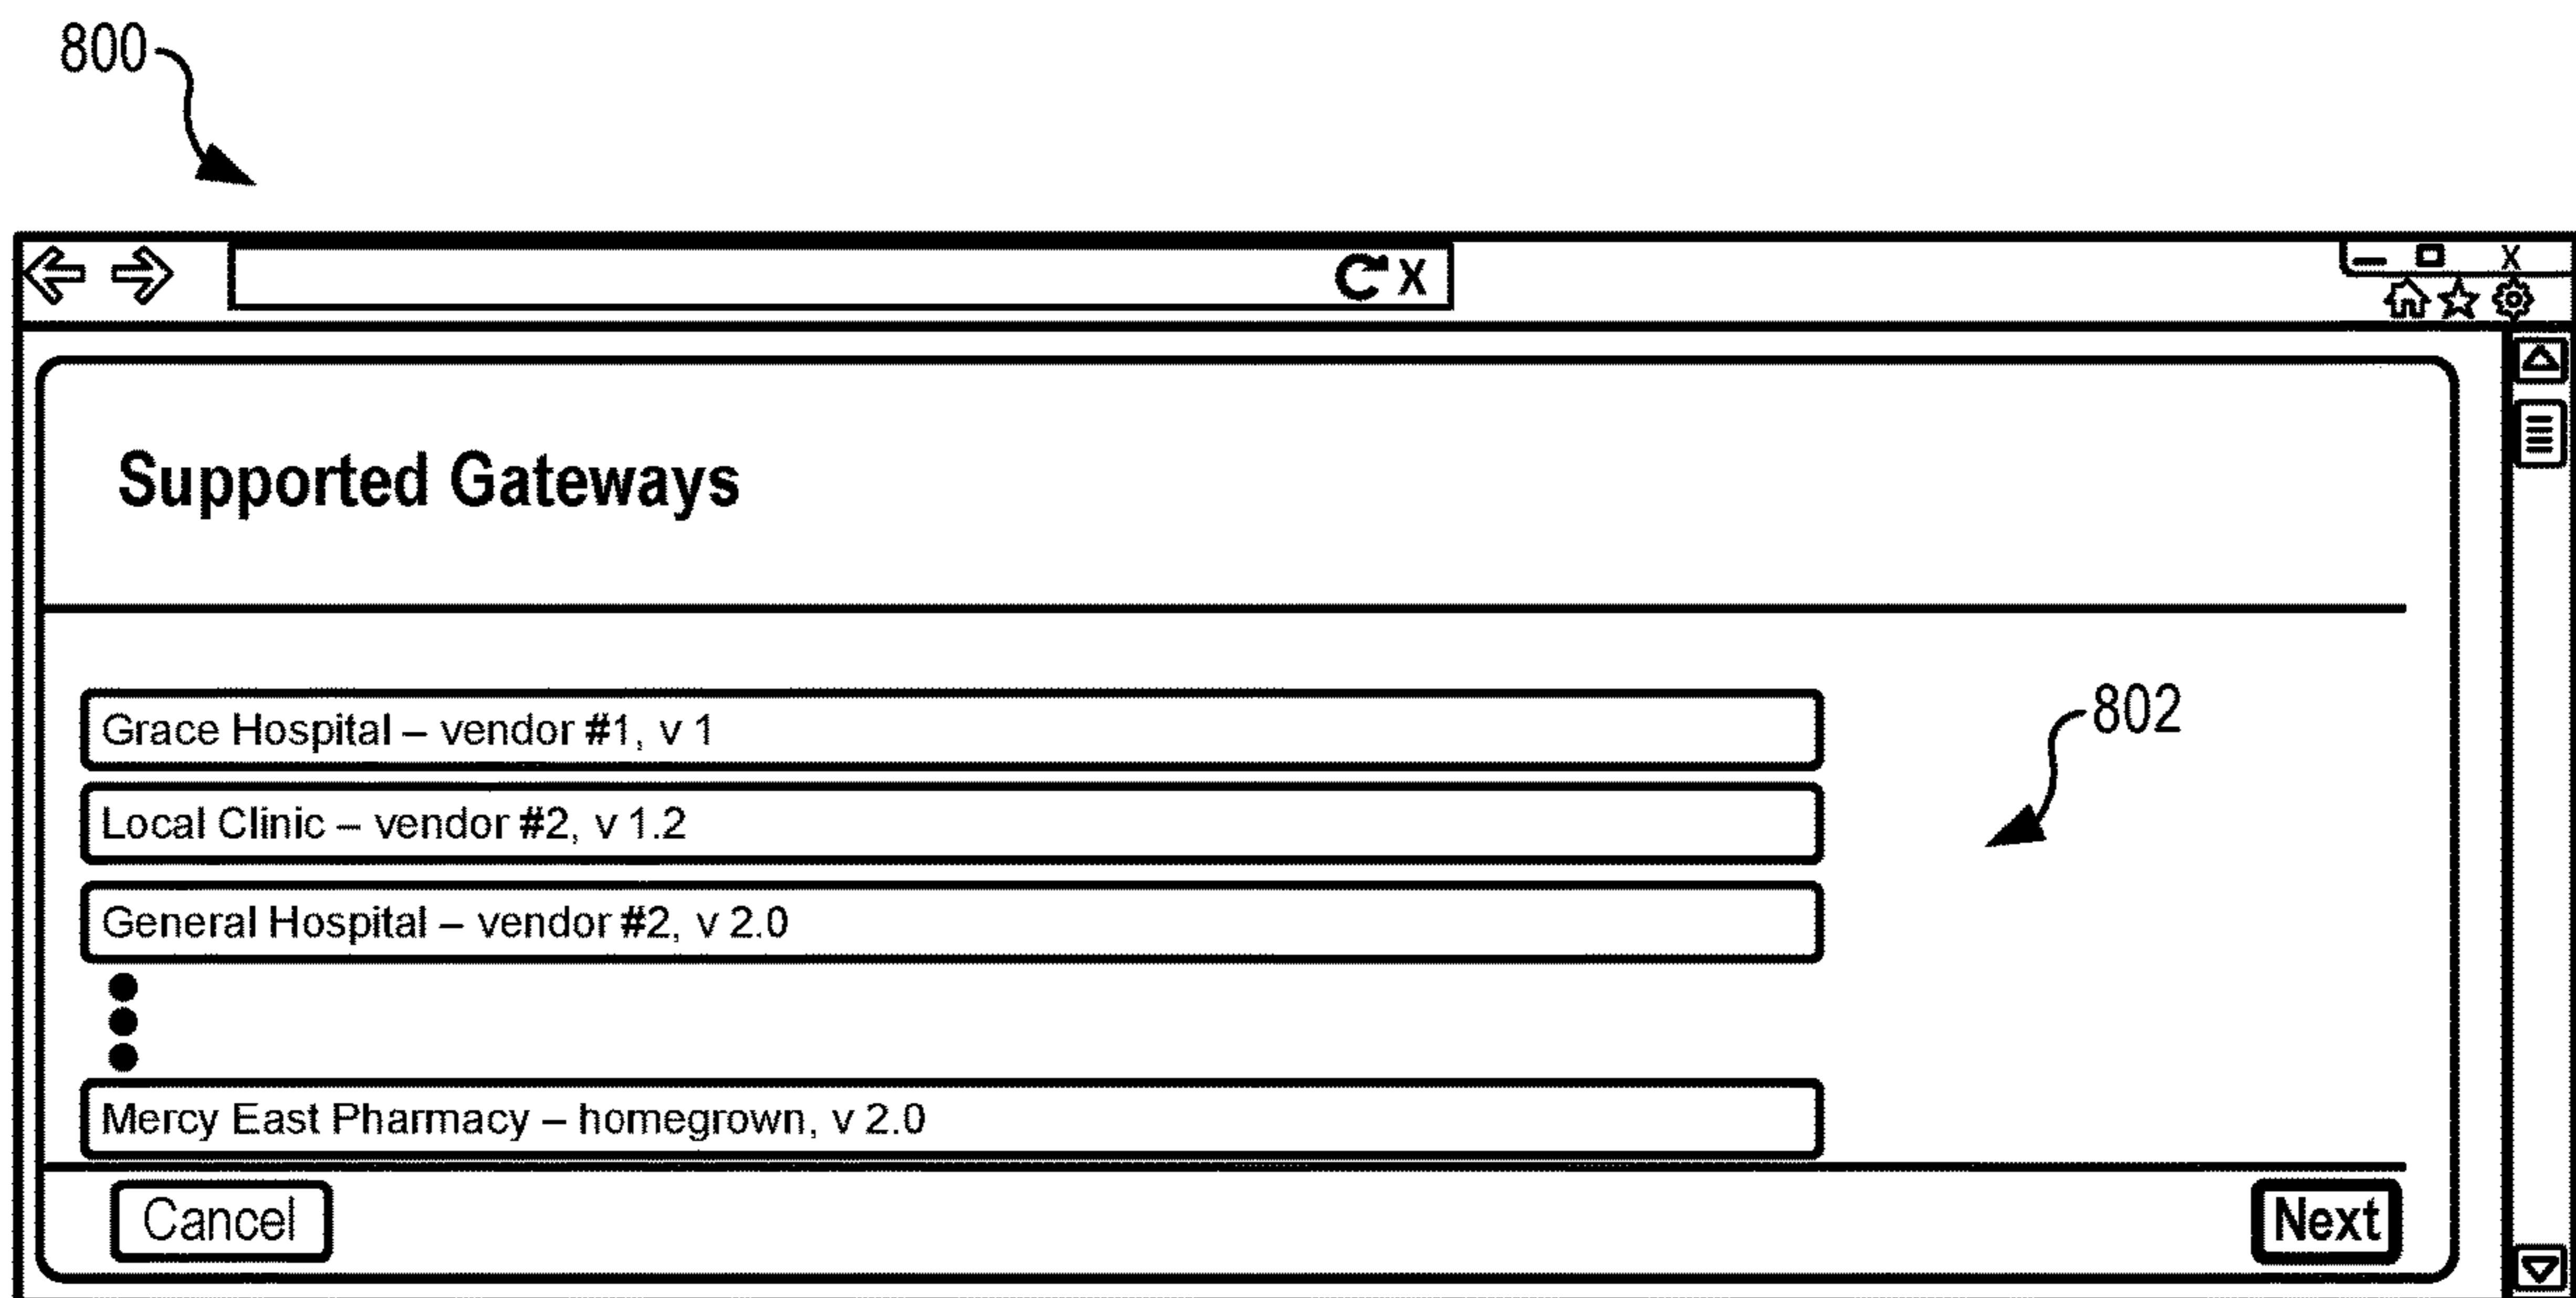 800
C X
X
Supported Gateways
Grace Hospital – vendor #1, v 1
802
Local Clinic – vendor #2, v 1.2
General Hospital – vendor #2, v 2.0
Mercy East Pharmacy – homegrown, v 2.0
Cancel
Next